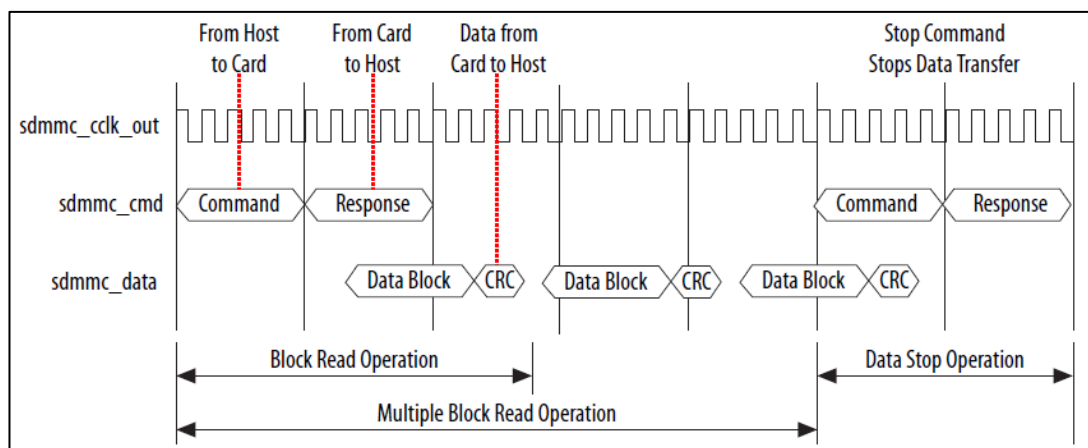 From Host
to Card
From Card
to Host
Data from
Card to Host
Stop Command
Stops Data Transfer
sdmmc_cclk_out
sdmmc_cmd
Command
Response
Command
Response
sdmmc_data
Data Block
CRC
Data Block
CRC
Data Block
CRC
Block Read Operation
Data Stop Operation
Multiple Block Read Operation